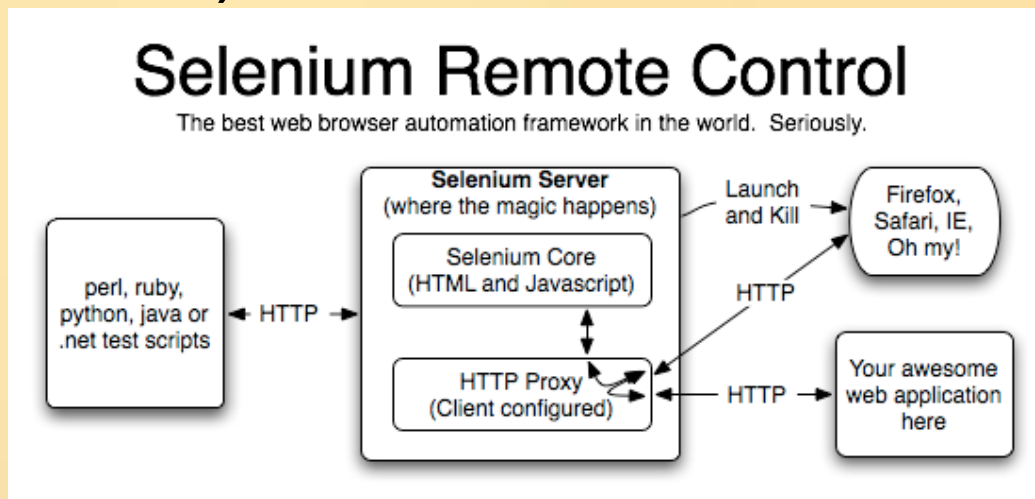 Selenium Remote Control
The best web browser automation framework in the world.  Seriously.
perl, ruby,
python, java or
.net test scripts
HTTP
Selenium Server
(where the magic happens)
Selenium Core
(HTML and Javascript)
HTTP Proxy
(Client configured)
Launch
and Kill
HTTP
HTTP
Firefox,
Safari, IE,
Oh my!
Your awesome
web application
here